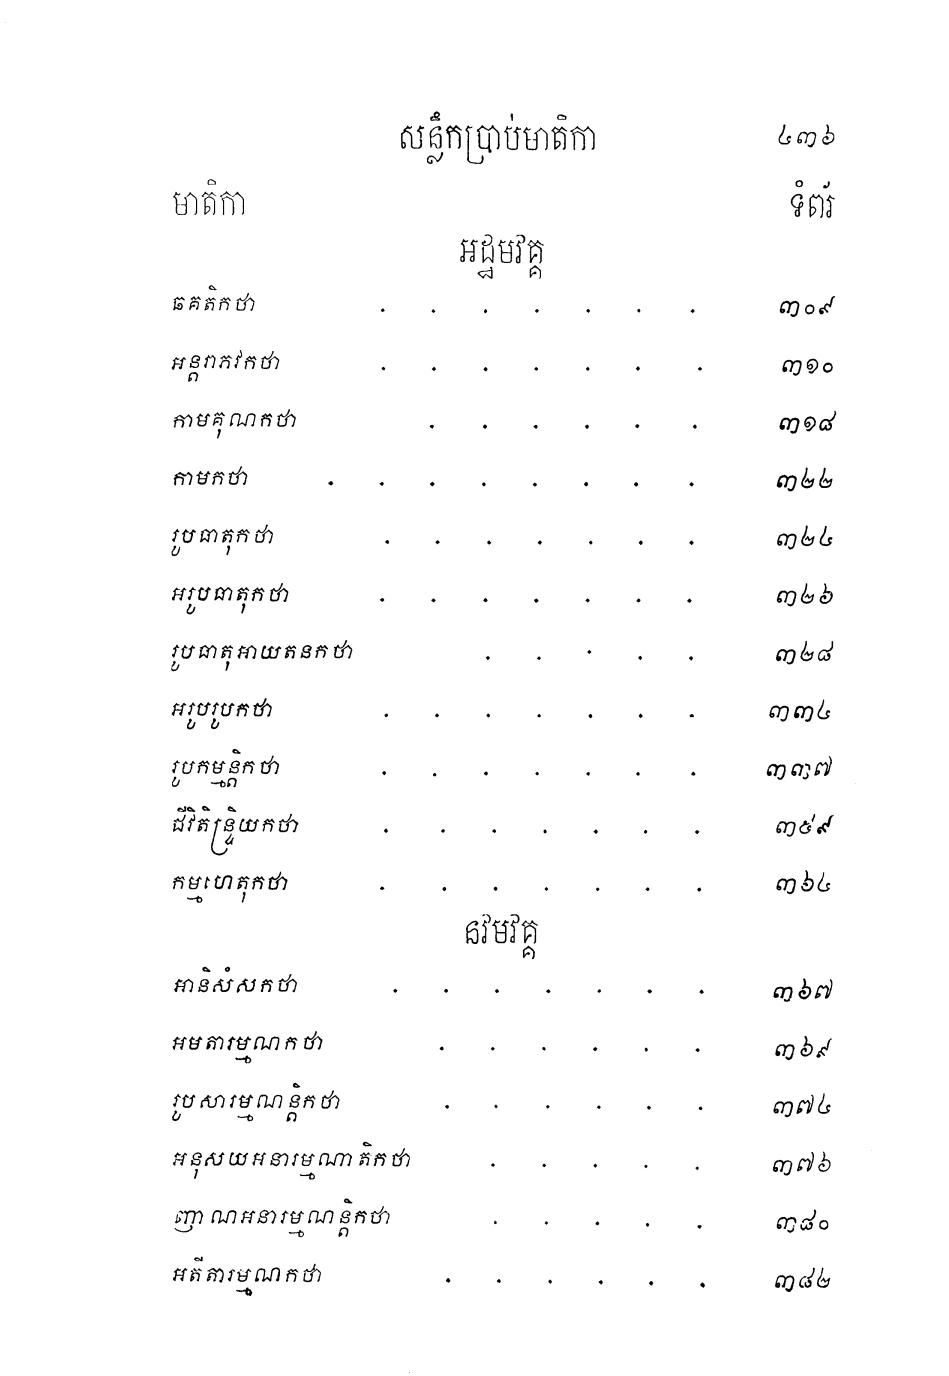 សន្លឹកប្រាប់មាតិកា ៤៣៦
មាតិកា ទំព័រ
អដ្ឋមវគ្គ
ឆគតិកថា . . . . . . . ៣០៩
អន្តរាភវកថា . . . . . . . ៣១០
កាមគុណកថា . . . . . . ៣១៨
កាមកថា . . . . . . . . ៣២២
រូបធាតុកថា . . . . . . . ៣២៤
អរូបធាតុកថា . . . . . . . ៣២៦
រូបធាតុអាយតនកថា . . . . . ៣២៨
អរូបរូបកថា . . . . . . . ៣៣៤
រូបកម្មន្តិកថា . . . . . . . ៣៣៧
ជីវិតិន្ទ្រិយកថា . . . . . . . ៣៥៩
កម្មហេតុកថា . . . . . . . ៣៦៤
នវមវគ្គ
អានិសំសកថា . . . . . . . ៣៦៧
អមតារម្មណកថា . . . . . . ៣៦៩
រូបសារម្មណន្តិកថា . . . . . . ៣៧៤
អនុសយអនារម្មណាតិកថា . . . . . ៣៧៦
ញាណអនារម្មណន្តិកថា . . . . . ៣៨០
អតីតារម្មណកថា . . . . . . ៣៨២